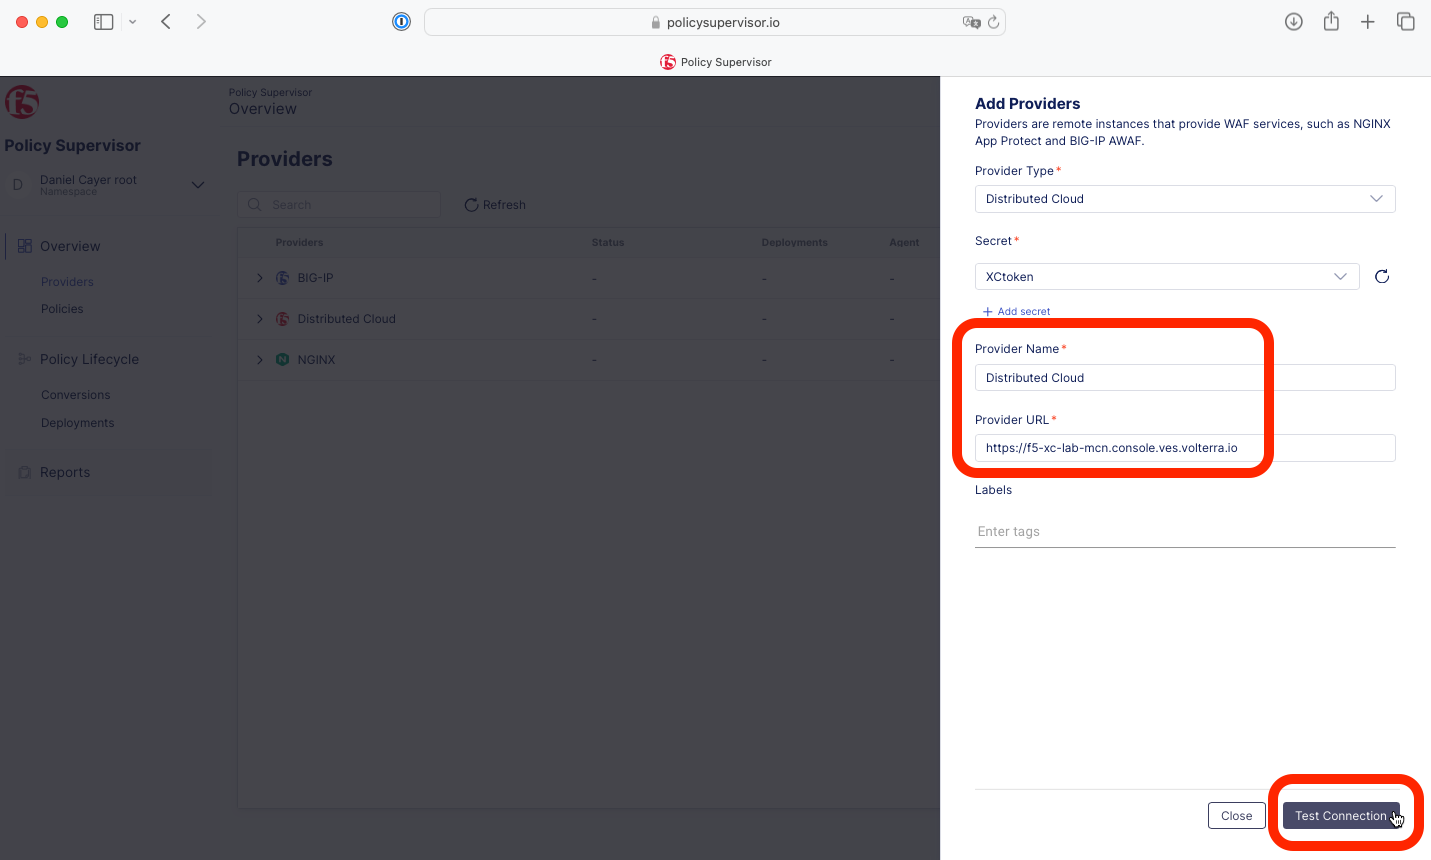 policysupervisor.io
Policy Supervisor
Policy Supervisor
Overview
Policy Supervisor
D
Daniel Cayer root
Namespace
Overview
Providers
Policies
Policy Lifecycle
Conversions
Deployments
Reports
Providers
Search
Refresh
Providers Status Deployments Agent
BIG-IP - - -
Distributed Cloud - - -
NGINX - - -
Add Providers
Providers are remote instances that provide WAF services, such as NGINX
App Protect and BIG-IP AWAF.
Provider Type*
Distributed Cloud
Secret*
XCtoken
+ Add secret
Provider Name*
Distributed Cloud
Provider URL*
https://f5-xc-lab-mcn.console.ves.volterra.io
Labels
Enter tags
Close
Test Connection